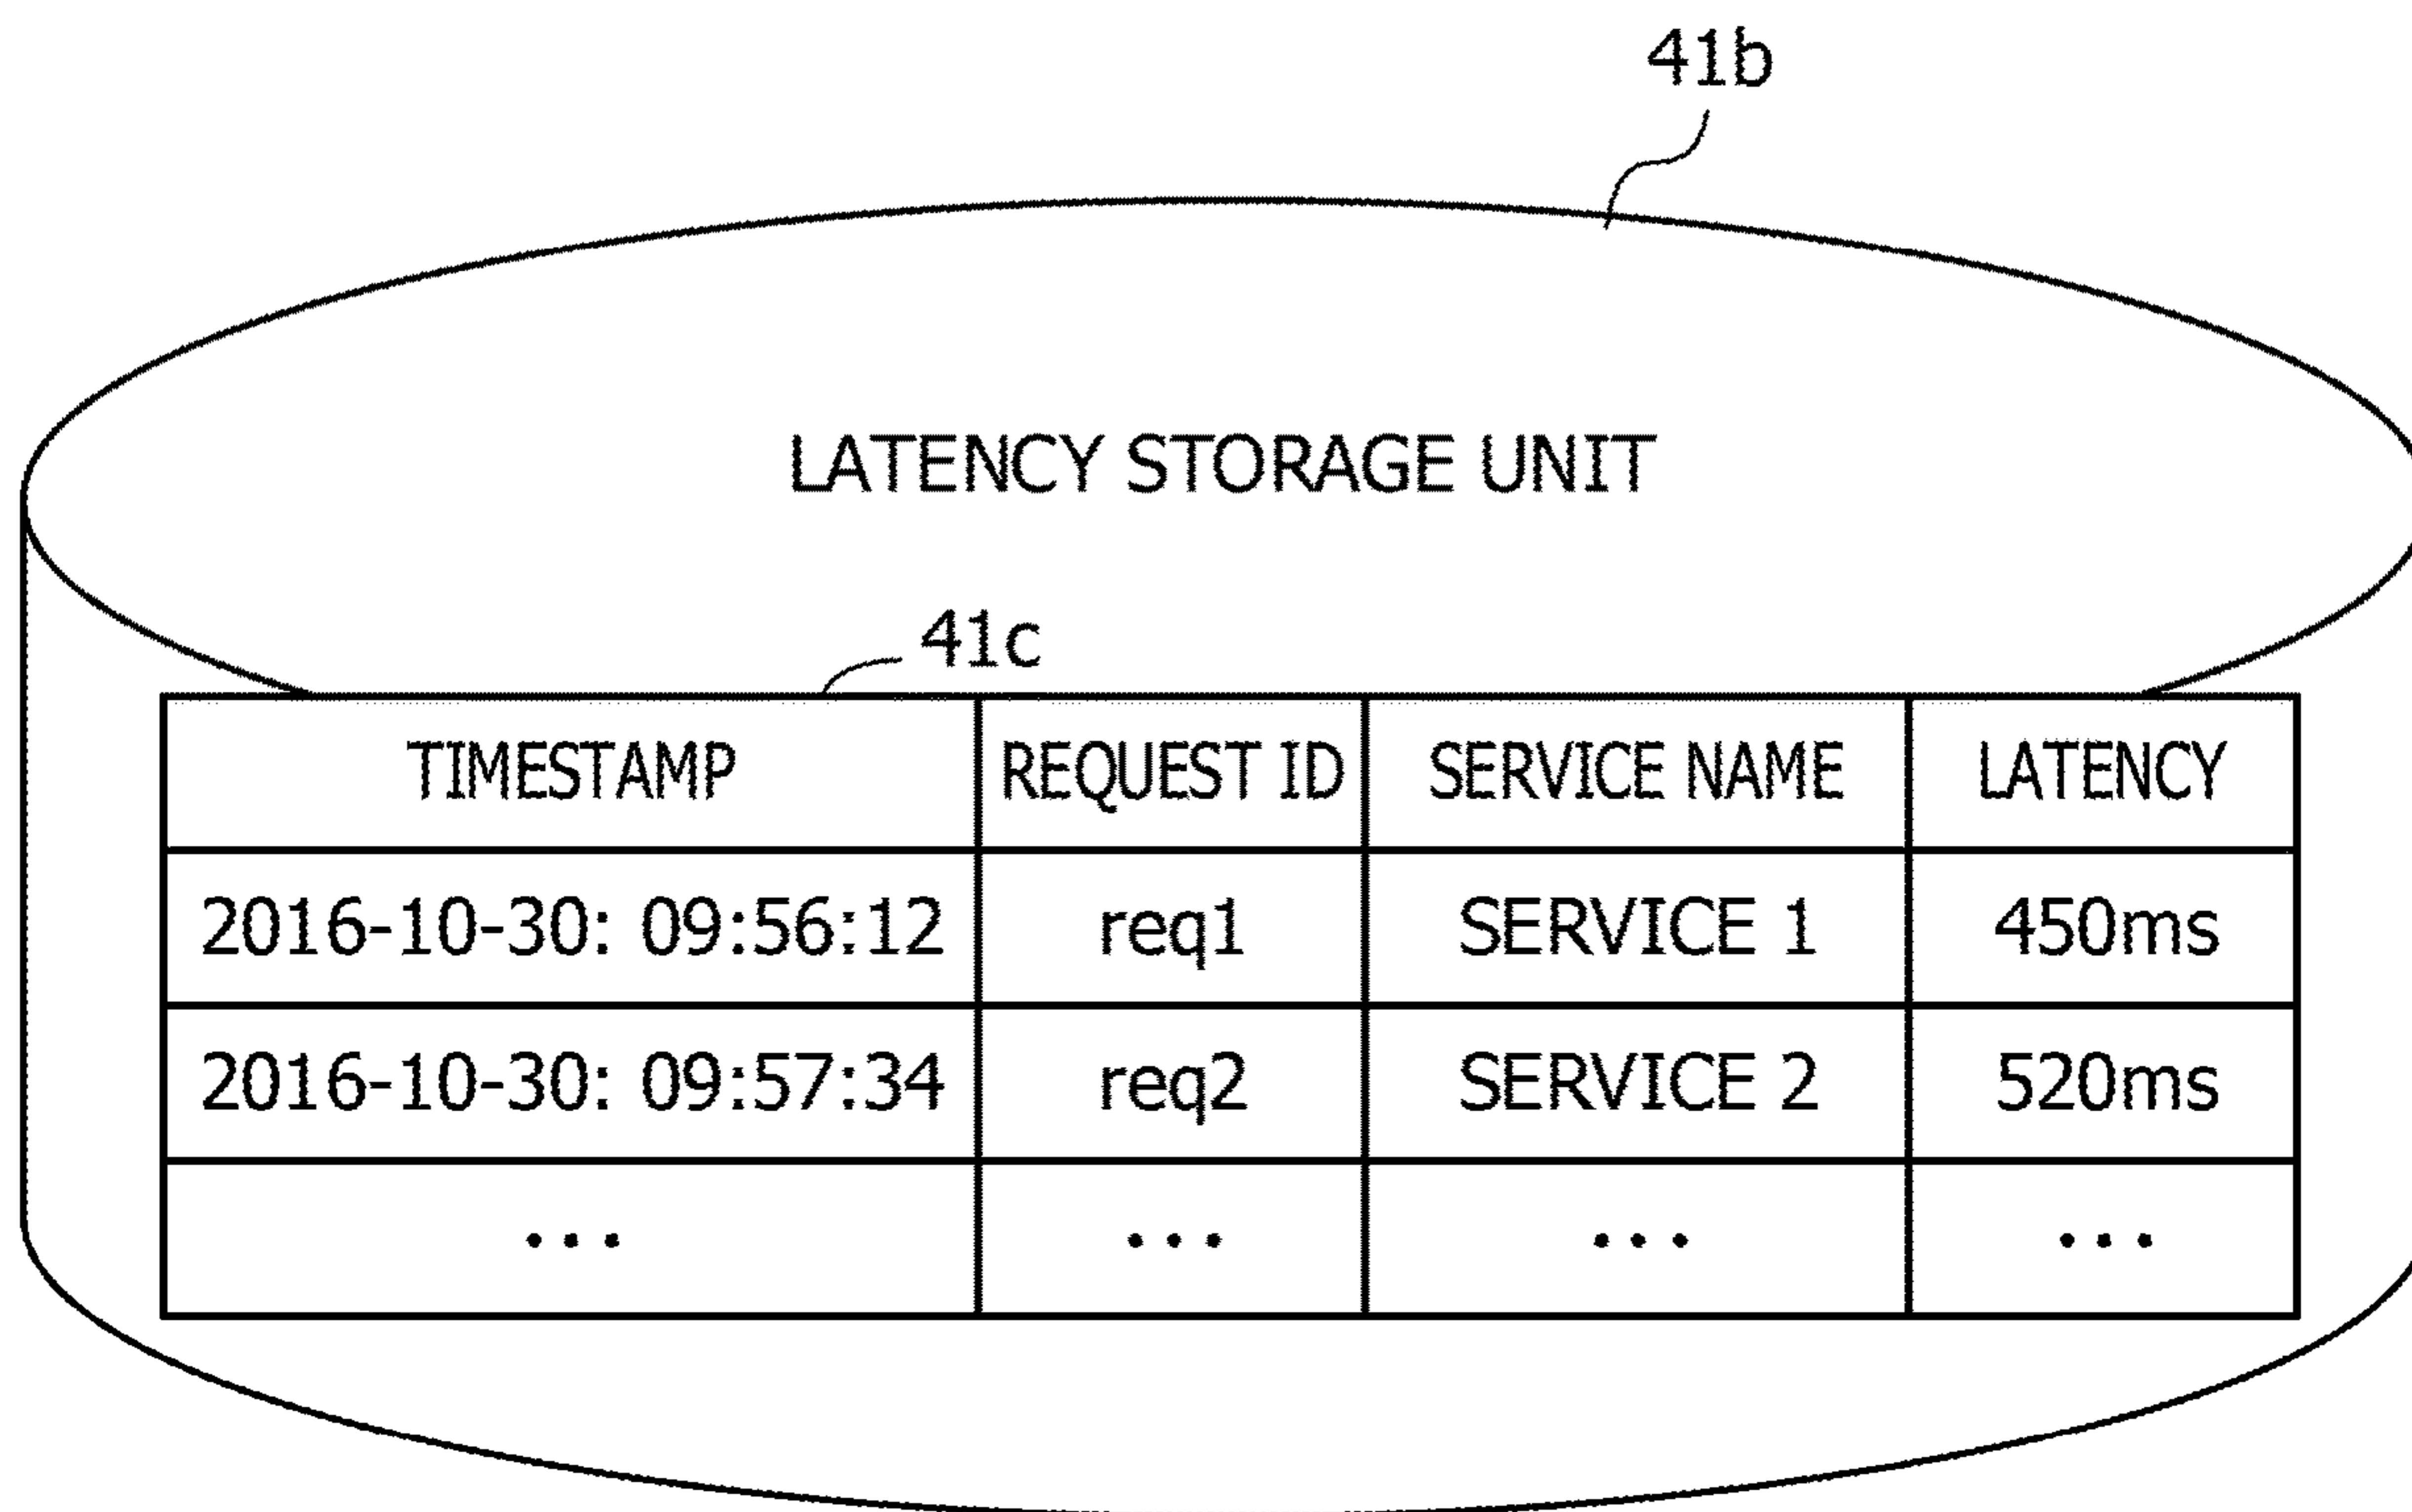 41b
LATENCY STORAGE UNIT
41c
TIMESTAMP REQUEST ID SERVICE NAME LATENCY
2016-10-30: 09:56:12 req1 SERVICE 1 450ms
2016-10-30: 09:57:34 req2 SERVICE 2 520ms
... ... ... ...